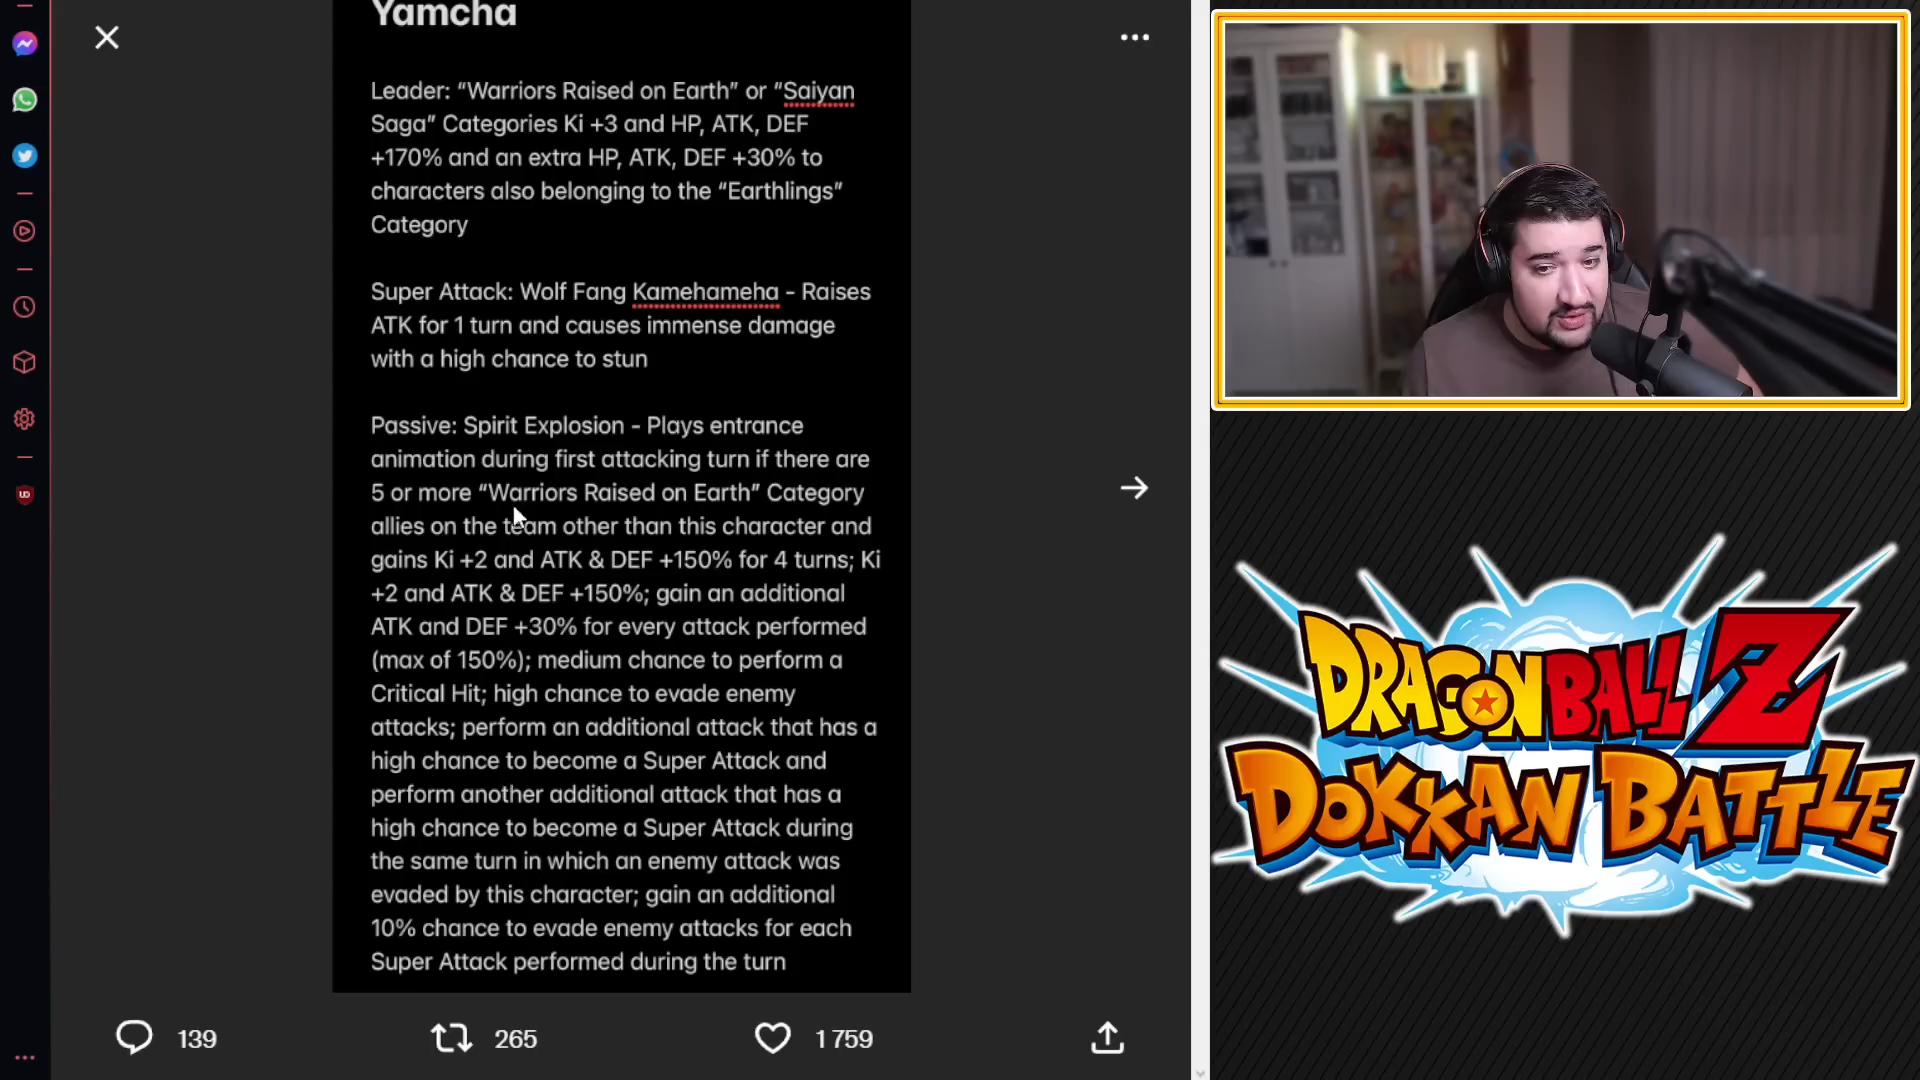 Yamcha
Leader: “Warriors Raised on Earth” or “Saiyan
Saga” Categories Ki +3 and HP, ATK, DEF
+170% and an extra HP, ATK, DEF +30% to
characters also belonging to the “Earthlings”
Category
Super Attack: Wolf Fang Kamehameha - Raises
ATK for 1 turn and causes immense damage
with a high chance to stun
Passive: Spirit Explosion - Plays entrance
animation during first attacking turn if there are
5 or more “Warriors Raised on Earth” Category
allies on the team other than this character and
gains Ki +2 and ATK & DEF +150% for 4 turns; Ki
+2 and ATK & DEF +150%; gain an additional
ATK and DEF +30% for every attack performed
(max of 150%); medium chance to perform a
Critical Hit; high chance to evade enemy
attacks; perform an additional attack that has a
high chance to become a Super Attack and
perform another additional attack that has a
high chance to become a Super Attack during
the same turn in which an enemy attack was
evaded by this character; gain an additional
10% chance to evade enemy attacks for each
Super Attack performed during the turn
139 265 1 759
UD
DRAGON BALL Z
DOKKAN BATTLE